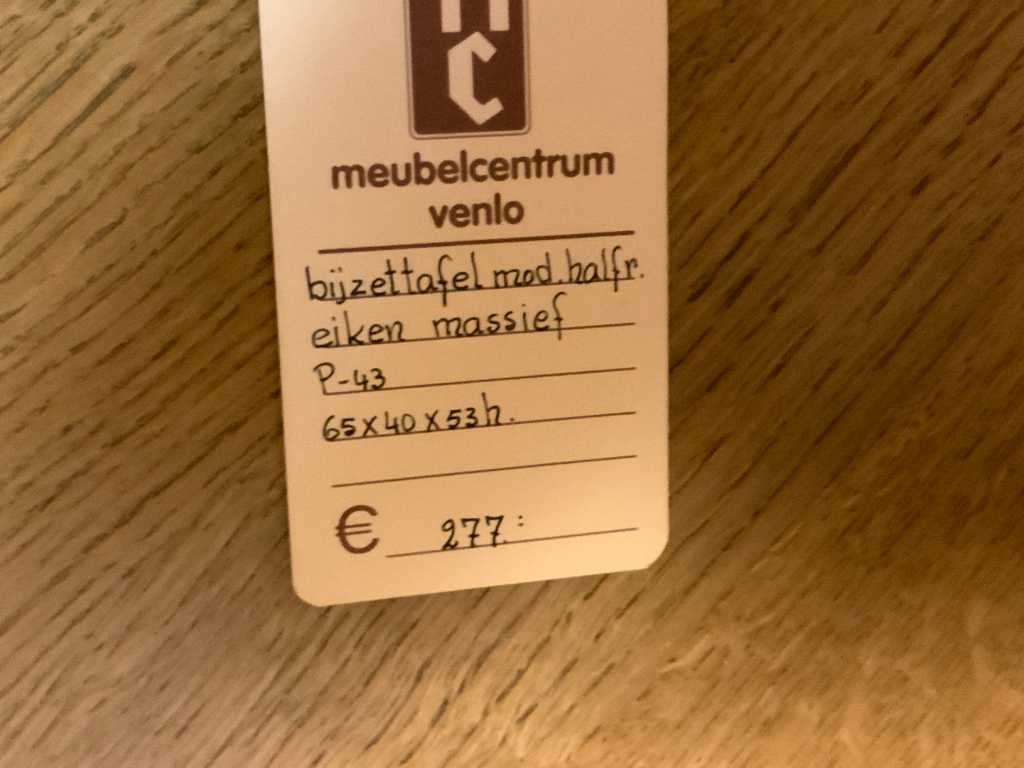 C
meubelcentrum
venlo
bijzettafel mod. halfr.
eiken massief
P-43
65x40x53h.
€ 277.: